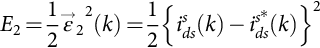 $E_2 = \frac{1}{2} \vec{\varepsilon}_2^{\,2}(k) = \frac{1}{2} \left\{ i_{ds}^{s}(k) - i_{ds}^{s^*}(k) \right\}^2$